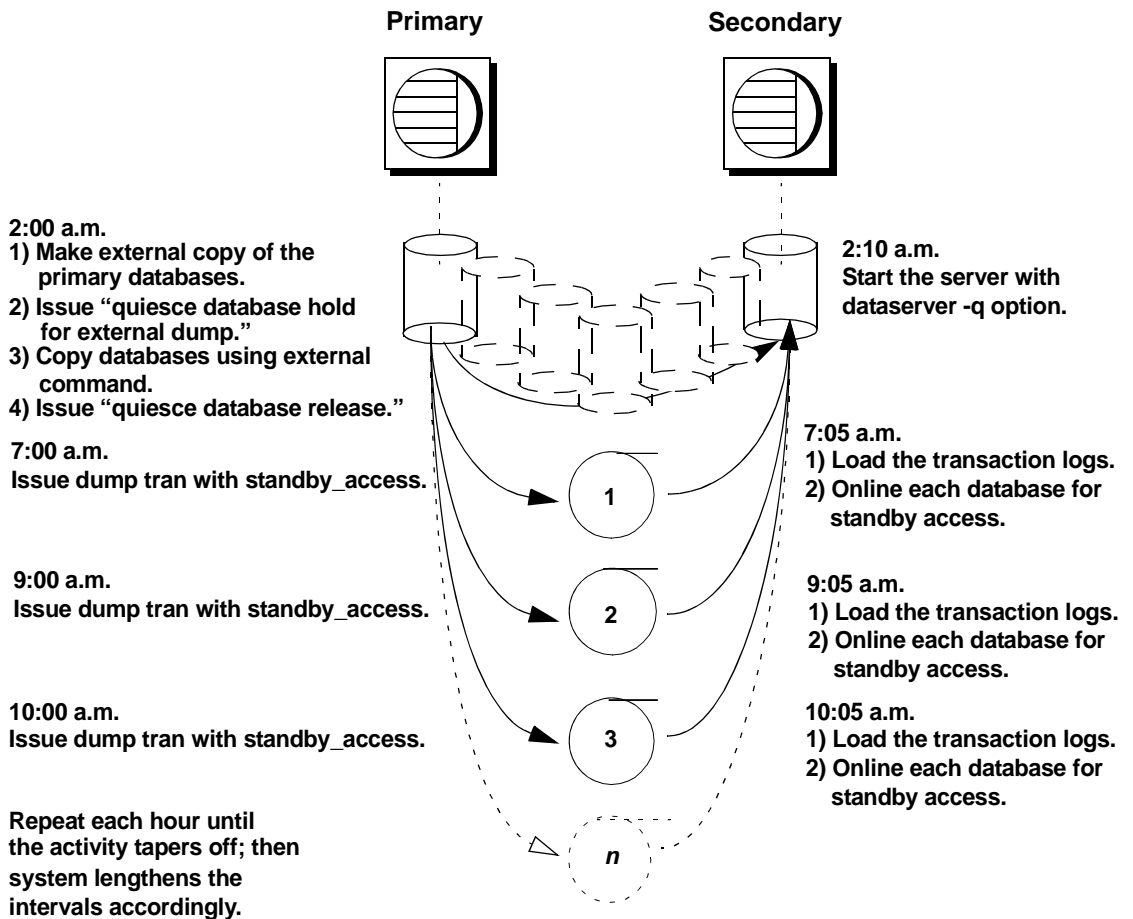 Primary
Secondary
2:00 a.m.
1) Make external copy of the
primary databases.
2) Issue “quiesce database hold
for external dump.”
3) Copy databases using external
command.
4) Issue “quiesce database release.”
2:10 a.m.
Start the server with
dataserver -q option.
7:00 a.m.
Issue dump tran with standby_access.
1
7:05 a.m.
1) Load the transaction logs.
2) Online each database for
standby access.
9:00 a.m.
Issue dump tran with standby_access.
2
9:05 a.m.
1) Load the transaction logs.
2) Online each database for
standby access.
10:00 a.m.
Issue dump tran with standby_access.
3
10:05 a.m.
1) Load the transaction logs.
2) Online each database for
standby access.
Repeat each hour until
the activity tapers off; then
system lengthens the
intervals accordingly.
n